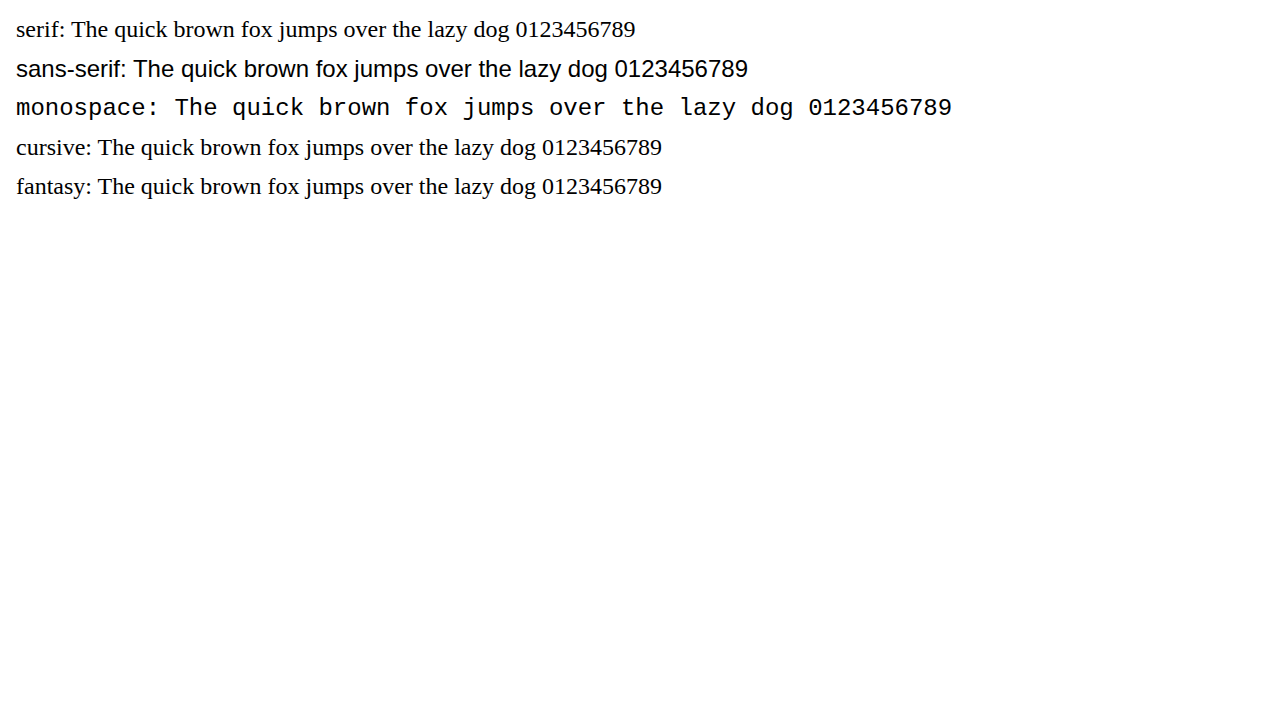 serif: The quick brown fox jumps over the lazy dog 0123456789
sans-serif: The quick brown fox jumps over the lazy dog 0123456789
monospace: The quick brown fox jumps over the lazy dog 0123456789
cursive: The quick brown fox jumps over the lazy dog 0123456789
fantasy: The quick brown fox jumps over the lazy dog 0123456789